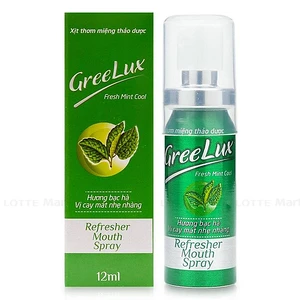 Xịt thơm miệng thảo dược
GreeLux
Fresh Mint Cool
Hương bạc hà
Vị cay mát nhẹ nhàng
Refresher
Mouth
Spray
12ml
GreeLux
Fresh Mint Cool
Hương bạc hà
Vị cay mát nhẹ nhàng
Refresher
Mouth
Spray